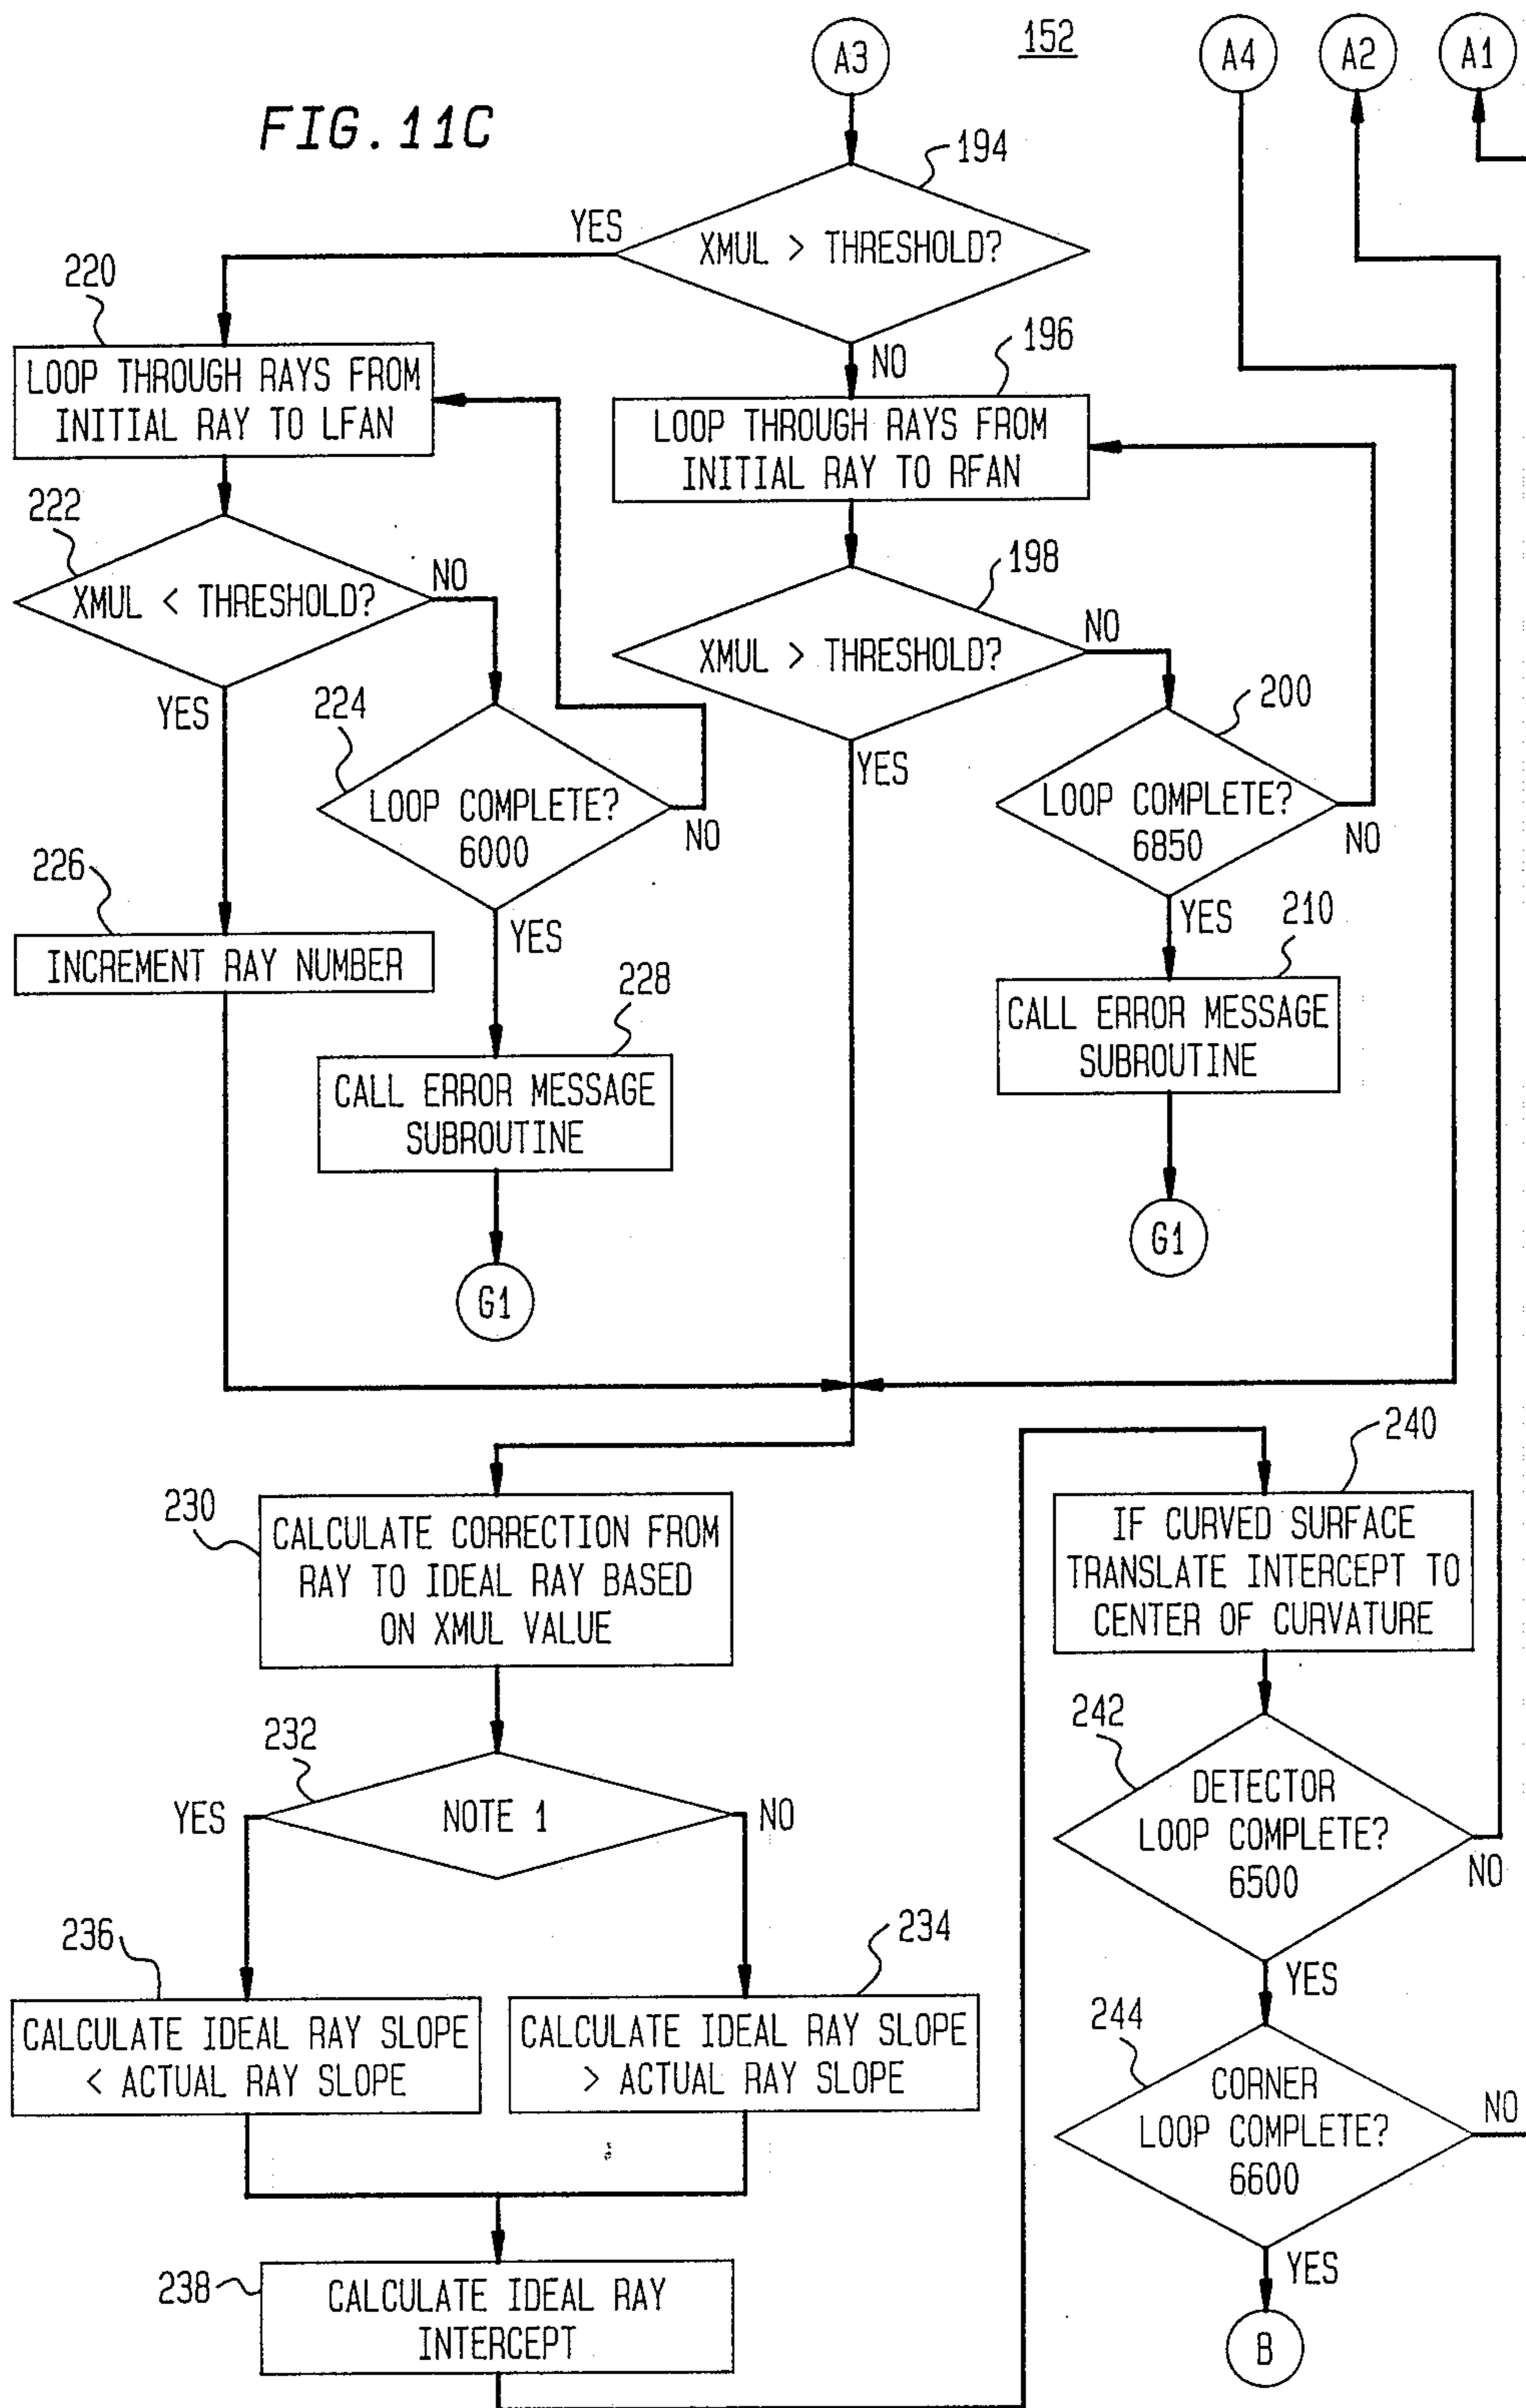 A3
152
A4
A2
A1
FIG. 11C
194
YES
XMUL > THRESHOLD?
220
NO
196
LOOP THROUGH RAYS FROM
INITIAL RAY TO LFAN
LOOP THROUGH RAYS FROM
INITIAL RAY TO RFAN
222
XMUL < THRESHOLD?
NO
198
XMUL > THRESHOLD?
NO
YES
224
LOOP COMPLETE?
6000
NO
YES
200
LOOP COMPLETE?
6850
NO
226
INCREMENT RAY NUMBER
YES
228
YES
210
CALL ERROR MESSAGE
SUBROUTINE
CALL ERROR MESSAGE
SUBROUTINE
G1
G1
230
CALCULATE CORRECTION FROM
RAY TO IDEAL RAY BASED
ON XMUL VALUE
240
IF CURVED SURFACE
TRANSLATE INTERCEPT TO
CENTER OF CURVATURE
232
YES
NOTE 1
NO
242
DETECTOR
LOOP COMPLETE?
6500
NO
236
234
YES
CALCULATE IDEAL RAY SLOPE
< ACTUAL RAY SLOPE
CALCULATE IDEAL RAY SLOPE
> ACTUAL RAY SLOPE
244
CORNER
LOOP COMPLETE?
6600
NO
238
CALCULATE IDEAL RAY
INTERCEPT
YES
B